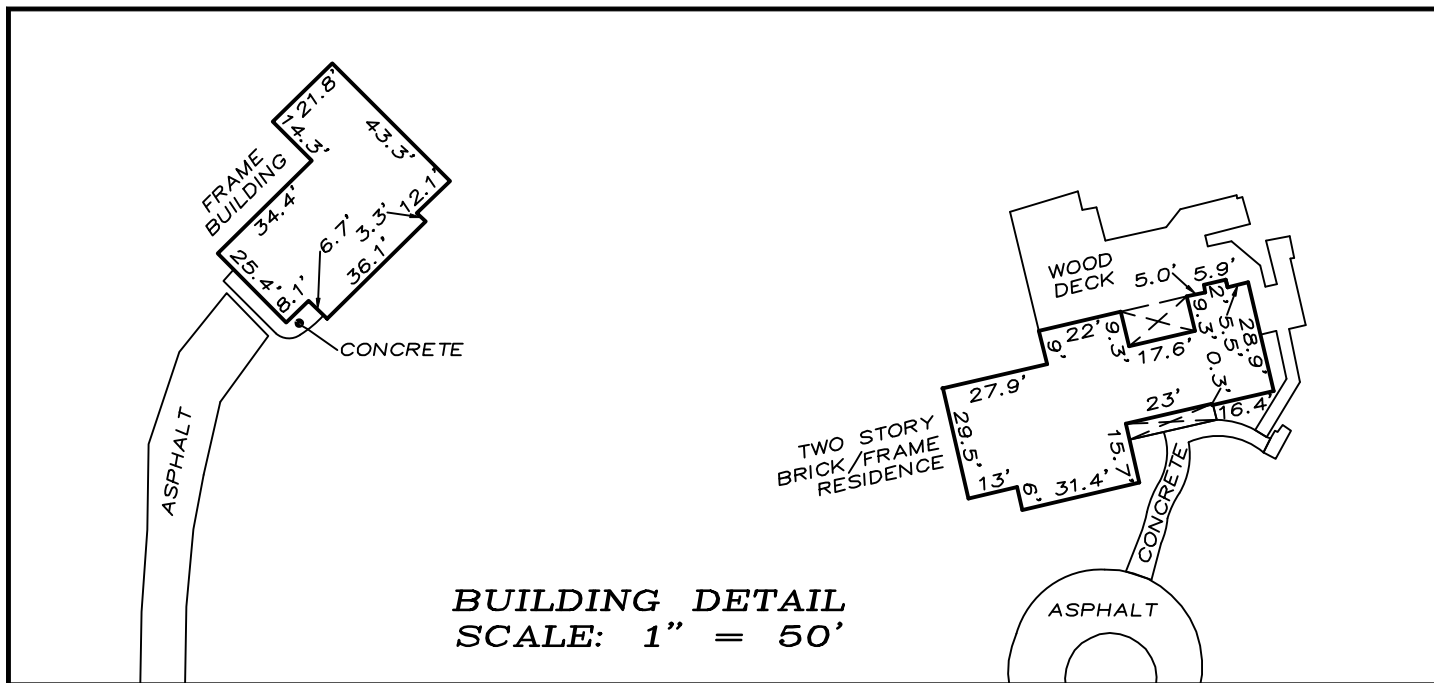 21.8'
14.3'
43.3'
FRAME
BUILDING
34.4'
12.1'
3.3'
6.7'
36.1'
25.4'
8.1'
CONCRETE
ASPHALT
WOOD
DECK
5.0'
5.9'
2'
22'
9.3'
9.3'
5.5'
28.9'
9'
17.6'
0.3'
27.9'
23'
16.4'
29.5'
15.7'
TWO STORY
BRICK/FRAME
RESIDENCE
13'
6'
31.4'
CONCRETE
ASPHALT
BUILDING DETAIL
SCALE: 1" = 50'